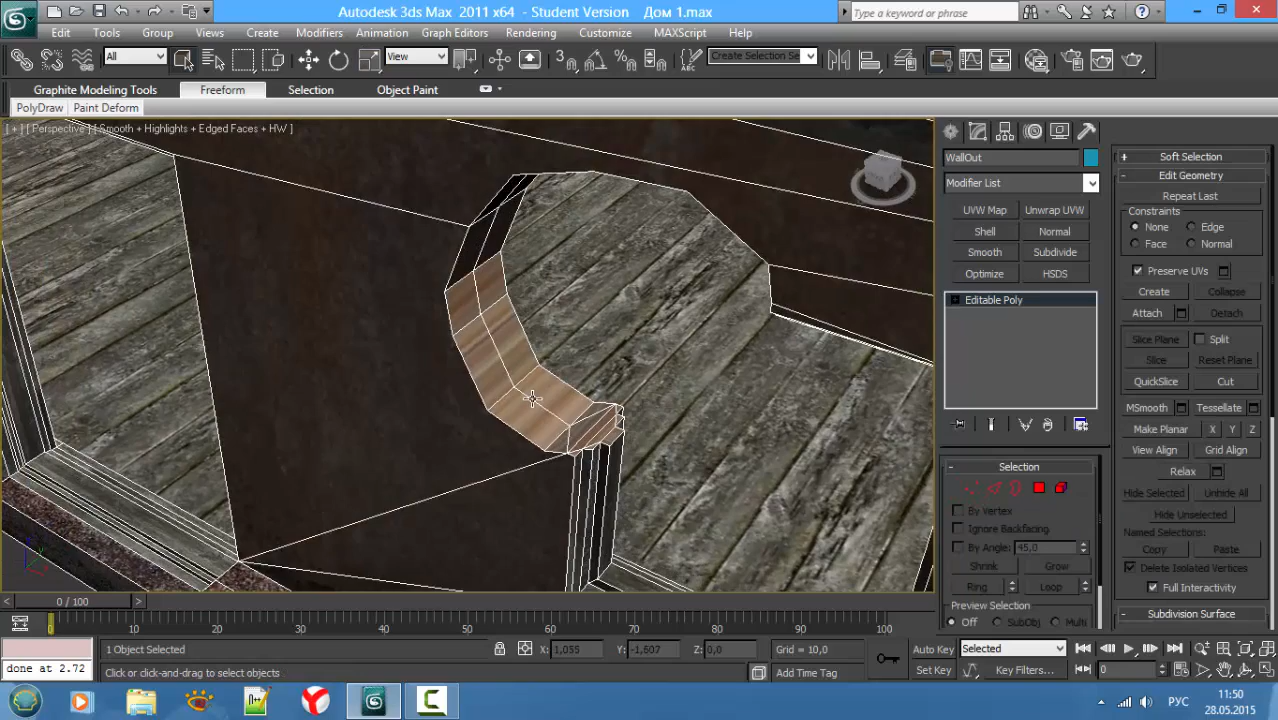 Autodesk 3ds Max 2011 x64 - Student Version Дом 1.max
Type a keyword or phrase
Edit Tools Group Views Create Modifiers Animation Graph Editors Rendering Customize MAXScript Help
All View Create Selection Se
Graphite Modeling Tools Freeform Selection Object Paint
PolyDraw Paint Deform
[ + ] [ Perspective ] [ Smooth + Highlights + Edged Faces + HW ]
WallOut
Modifier List
UVW Map Unwrap UVW
Shell Normal
Smooth Subdivide
Optimize HSDS
Editable Poly
Selection
By Vertex
Ignore Backfacing
By Angle: 45,0
Shrink Grow
Ring Loop
Preview Selection
Off SubObj Multi
Soft Selection
Edit Geometry
Repeat Last
Constraints
None Edge
Face Normal
Preserve UVs
Create Collapse
Attach Detach
Slice Plane Split
Slice Reset Plane
QuickSlice Cut
MSmooth Tessellate
Make Planar X Y Z
View Align Grid Align
Relax
Hide Selected Unhide All
Hide Unselected
Named Selections:
Copy Paste
Delete Isolated Vertices
Full Interactivity
Subdivision Surface
0 / 100
0 10 20 30 40 50 60 70 80 90 100
1 Object Selected X: 1,055 Y: -1,607 Z: 0,0 Grid = 10,0 Auto Key Selected
done at 2.72 Click or click-and-drag to select objects Add Time Tag Set Key Key Filters... 0
РУС 11:50
28.05.2015